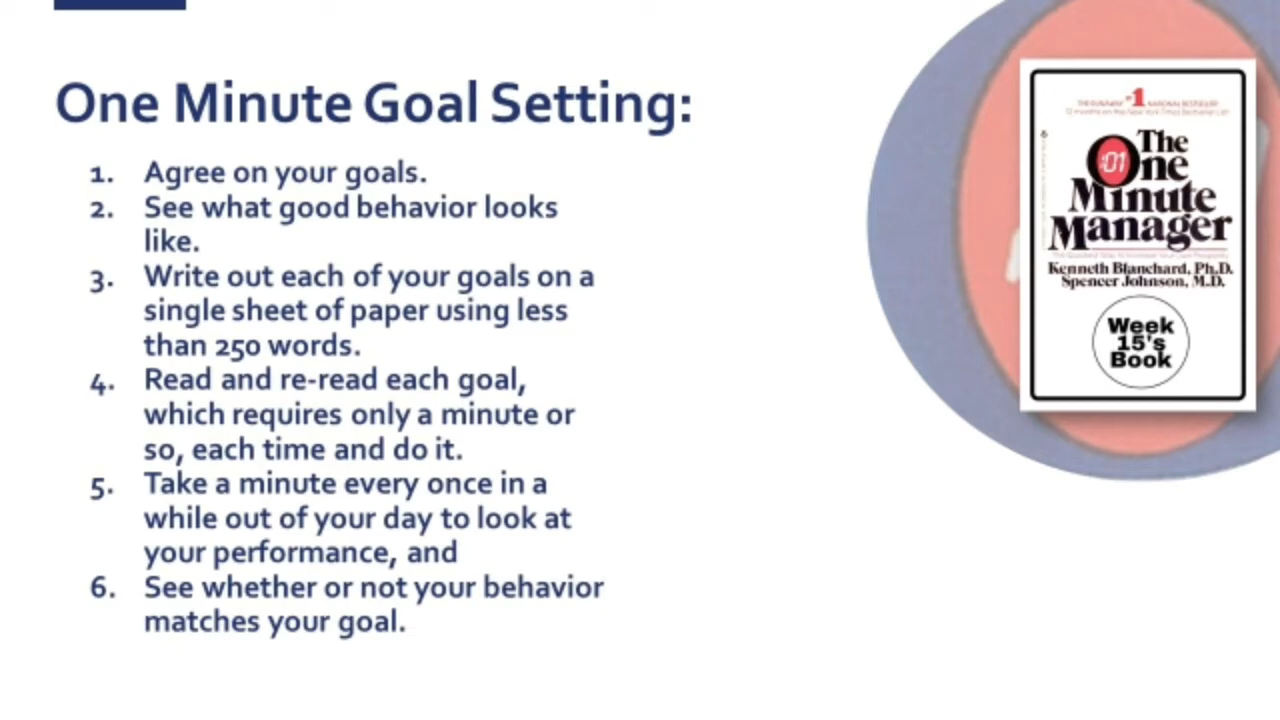 One Minute Goal Setting:
1. Agree on your goals.
2. See what good behavior looks
like.
3. Write out each of your goals on a
single sheet of paper using less
than 250 words.
4. Read and re-read each goal,
which requires only a minute or
so, each time and do it.
5. Take a minute every once in a
while out of your day to look at
your performance, and
6. See whether or not your behavior
matches your goal.
#1 NATIONAL BESTSELLER
The
One
:01
Minute
Manager
Kenneth Blanchard, Ph.D.
Spencer Johnson, M.D.
Week
15's
Book